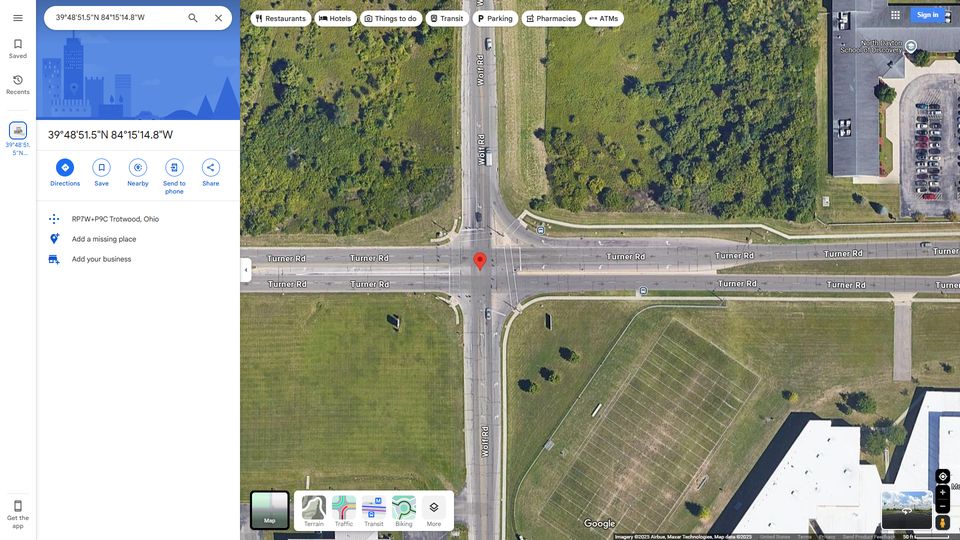 39°48'51.5"N 84°15'14.8"W
Saved
Recents
39°48'51.
5"N...
Get the
app
39°48'51.5"N 84°15'14.8"W
Directions
Save
Nearby
Send to
phone
Share
RP7W+P9C Trotwood, Ohio
Add a missing place
Add your business
Restaurants
Hotels
Things to do
Transit
Parking
Pharmacies
ATMs
Sign in
North Dayton
School of Discovery
Wolf Rd
Wolf Rd
Turner Rd
Turner Rd
Turner Rd
Turner Rd
Turner Rd
Turner
Turner Rd
Turner Rd
Turner Rd
Turner Rd
Turne
Wolf Rd
Map
Terrain
Traffic
Transit
Biking
More
Google
Imagery ©2025 Airbus, Maxar Technologies, Map data ©2025
United States
Terms
Privacy
Send Product Feedback
50 ft